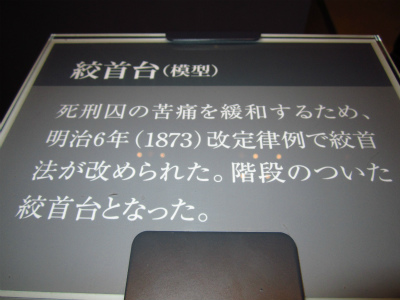 絞首台(模型)
死刑囚の苦痛を緩和するため、
明治6年(1873)改定律例で絞首
法が改められた。階段のついた
絞首台となった。